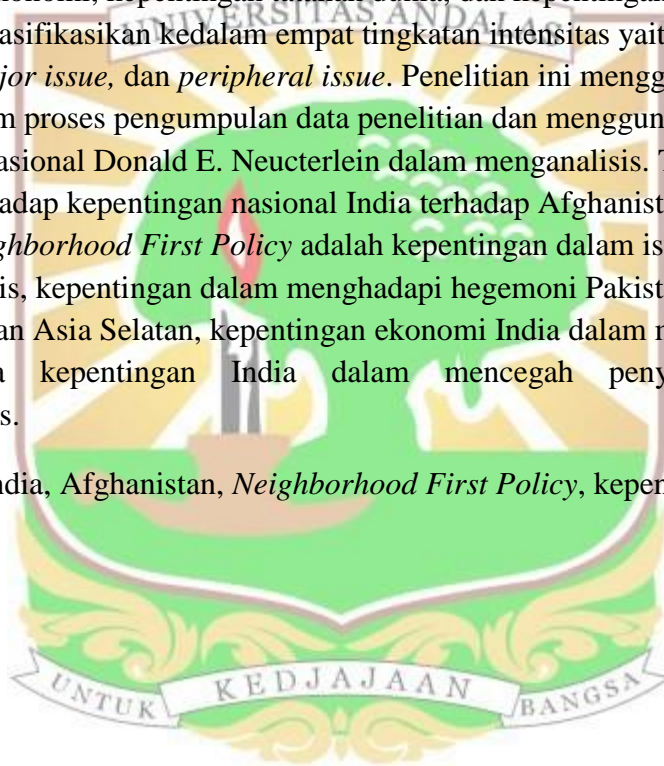 konomi, kepentingan tatanan dunia, dan kepentingan
UNIVERSITAS ANDALAS
asifikasikan kedalam empat tingkatan intensitas yait
jor issue, dan peripheral issue. Penelitian ini mengg
m proses pengumpulan data penelitian dan menggun
asional Donald E. Neucterlein dalam menganalisis. T
adap kepentingan nasional India terhadap Afghanist
ghborhood First Policy adalah kepentingan dalam is
is, kepentingan dalam menghadapi hegemoni Pakist
an Asia Selatan, kepentingan ekonomi India dalam
a kepentingan India dalam mencegah peny
s.
ndia, Afghanistan, Neighborhood First Policy, kepen
UNTUK KEDJAJAAN BANGSA